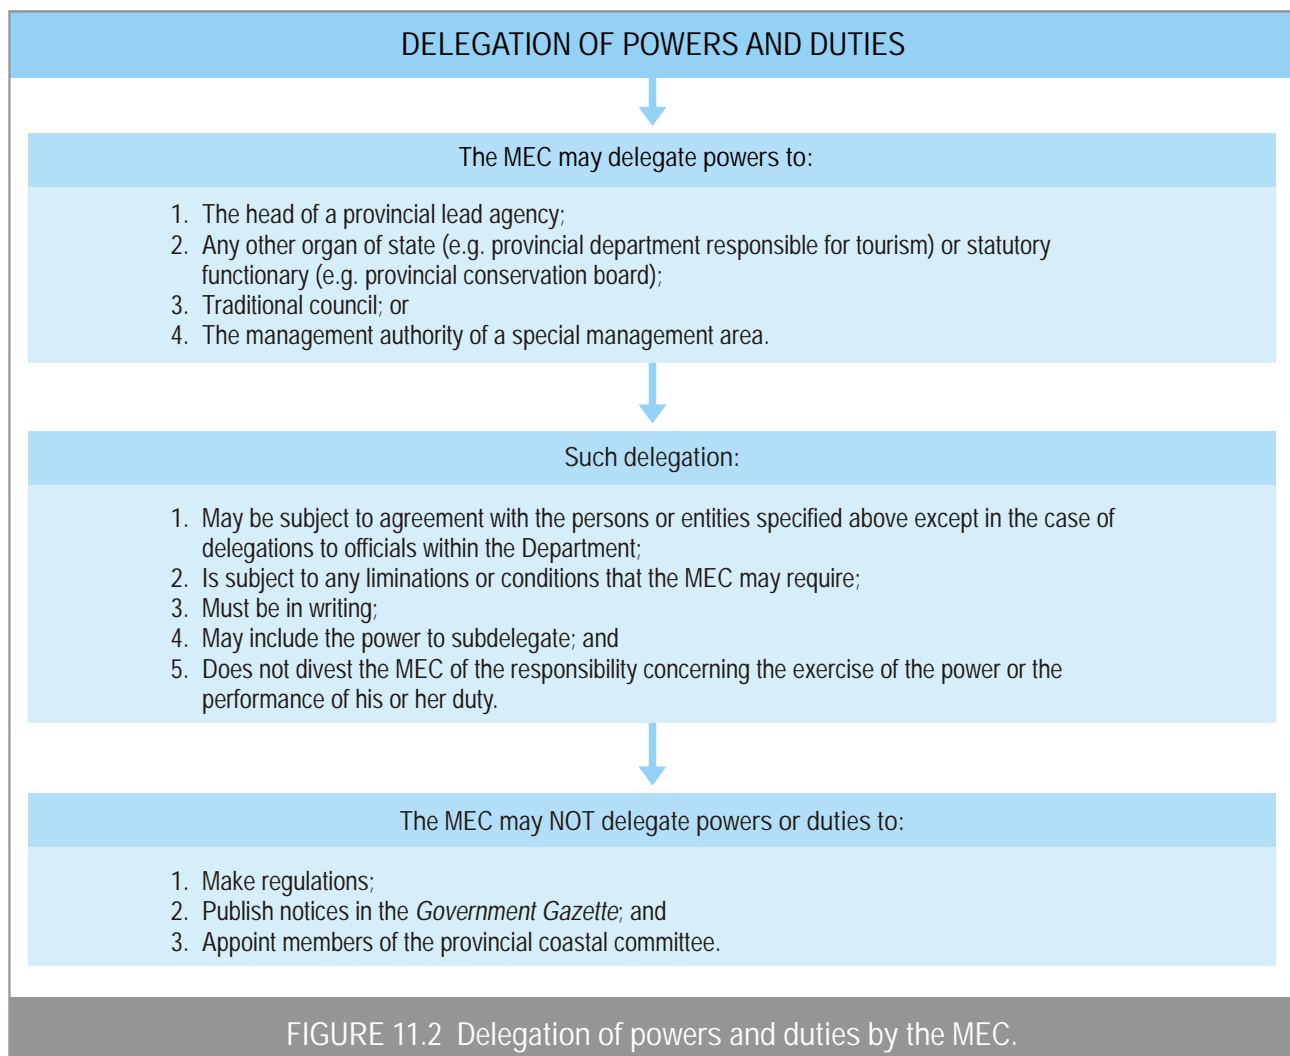 DELEGATION OF POWERS AND DUTIES
The MEC may delegate powers to:
1. The head of a provincial lead agency;
2. Any other organ of state (e.g. provincial department responsible for tourism) or statutory
functionary (e.g. provincial conservation board);
3. Traditional council; or
4. The management authority of a special management area.
Such delegation:
1. May be subject to agreement with the persons or entities specified above except in the case of
delegations to officials within the Department;
2. Is subject to any liminations or conditions that the MEC may require;
3. Must be in writing;
4. May include the power to subdelegate; and
5. Does not divest the MEC of the responsibility concerning the exercise of the power or the
performance of his or her duty.
The MEC may NOT delegate powers or duties to:
1. Make regulations;
2. Publish notices in the Government Gazette; and
3. Appoint members of the provincial coastal committee.
FIGURE 11.2 Delegation of powers and duties by the MEC.